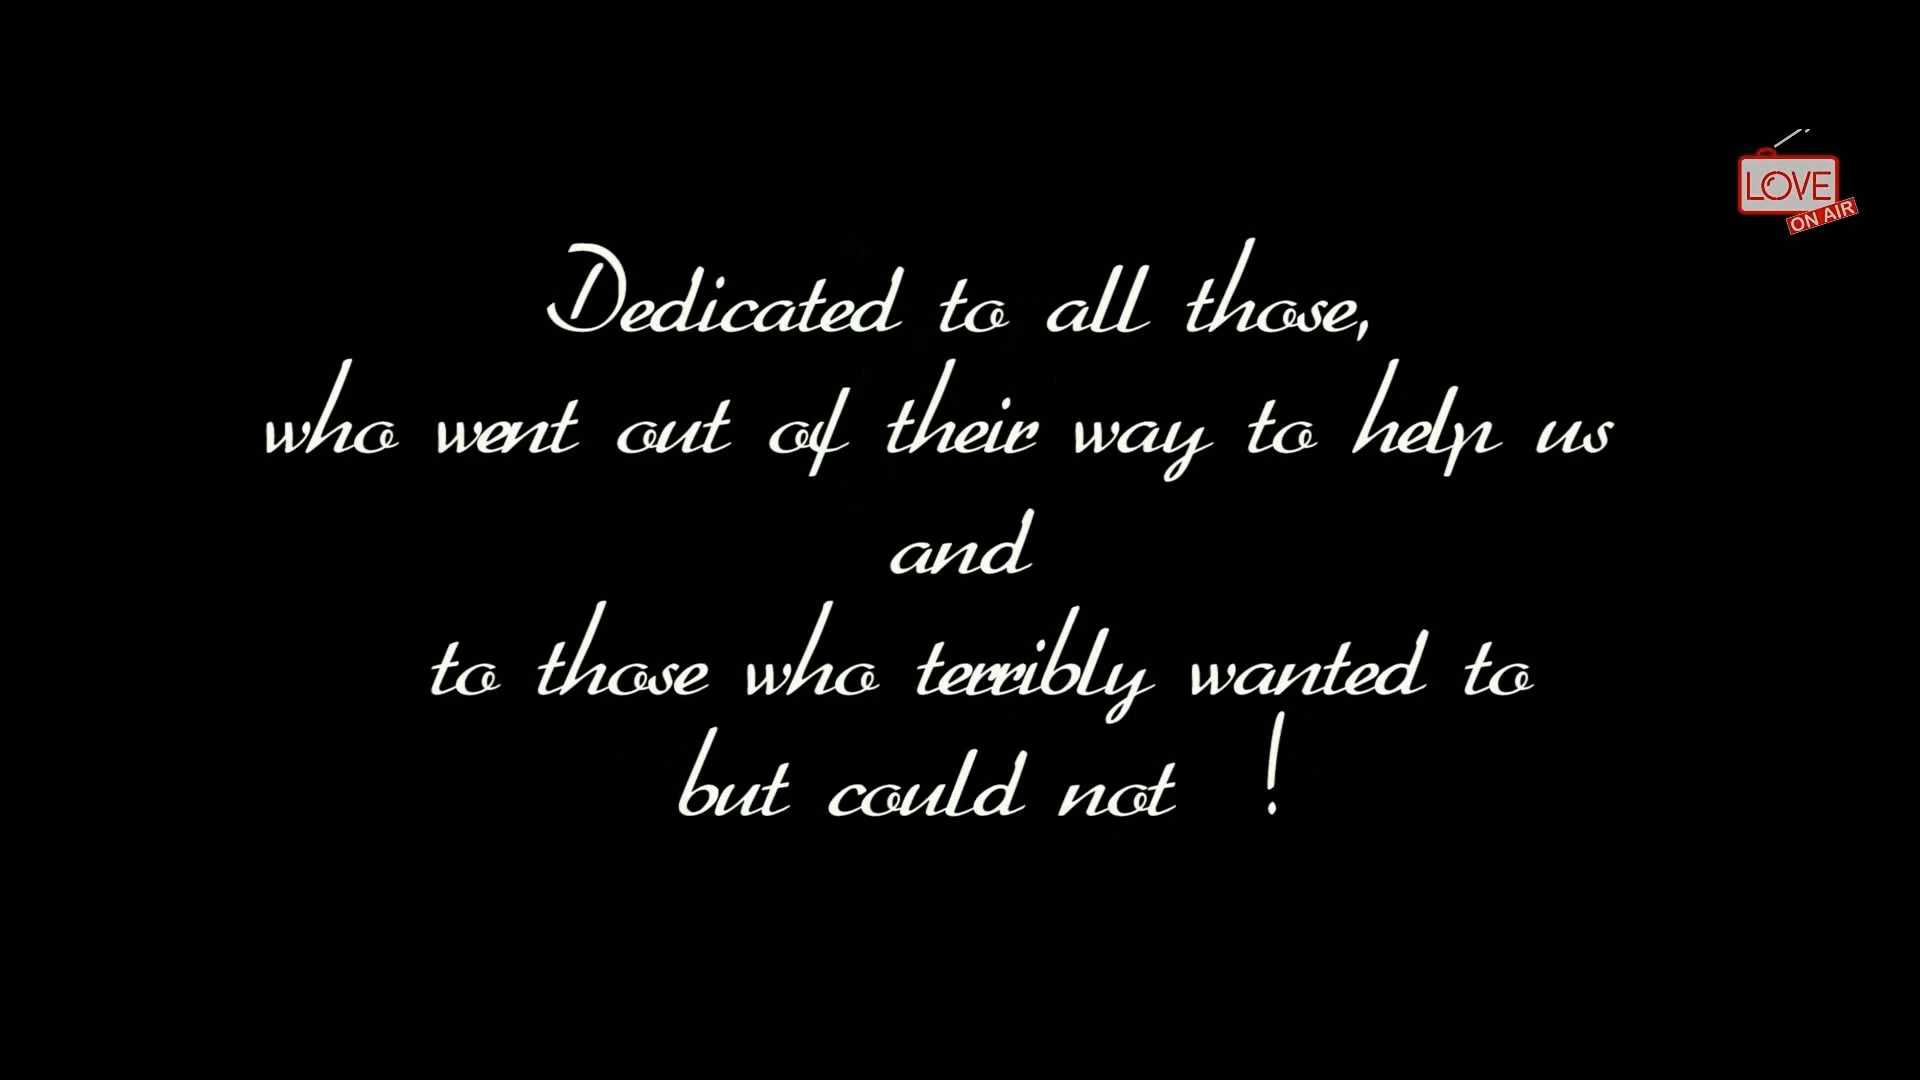 LOVE
ON AIR
Dedicated to all those,
who went out of their way to help us
and
to those who terribly wanted to
but could not !